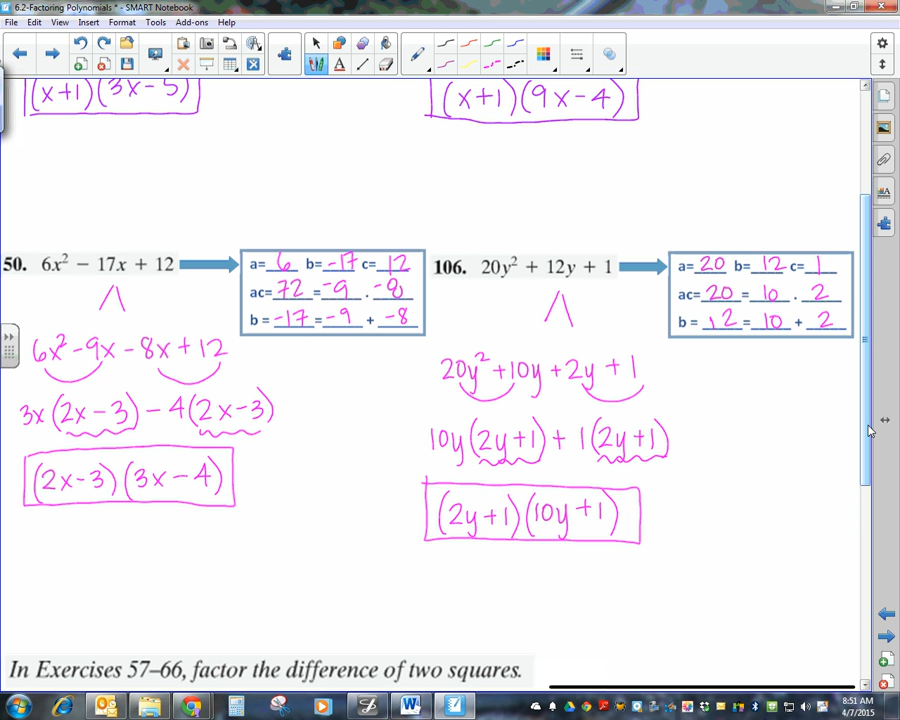 6.2-Factoring Polynomials * - SMART Notebook
File Edit View Insert Format Tools Add-ons Help
(x+1)(3x-5)
(x+1)(9x-4)
50. 6x² − 17x + 12
a= 6 b= -17 c= 12
ac= 72 = -9 · -8
b = -17 = -9 + -8
6x² - 9x - 8x + 12
3x(2x-3) - 4(2x-3)
(2x-3)(3x-4)
106. 20y² + 12y + 1
a= 20 b= 12 c= 1
ac= 20 = 10 · 2
b = 12 = 10 + 2
20y² + 10y + 2y + 1
10y(2y+1) + 1(2y+1)
(2y+1)(10y+1)
In Exercises 57–66, factor the difference of two squares.
8:51 AM
4/7/2015